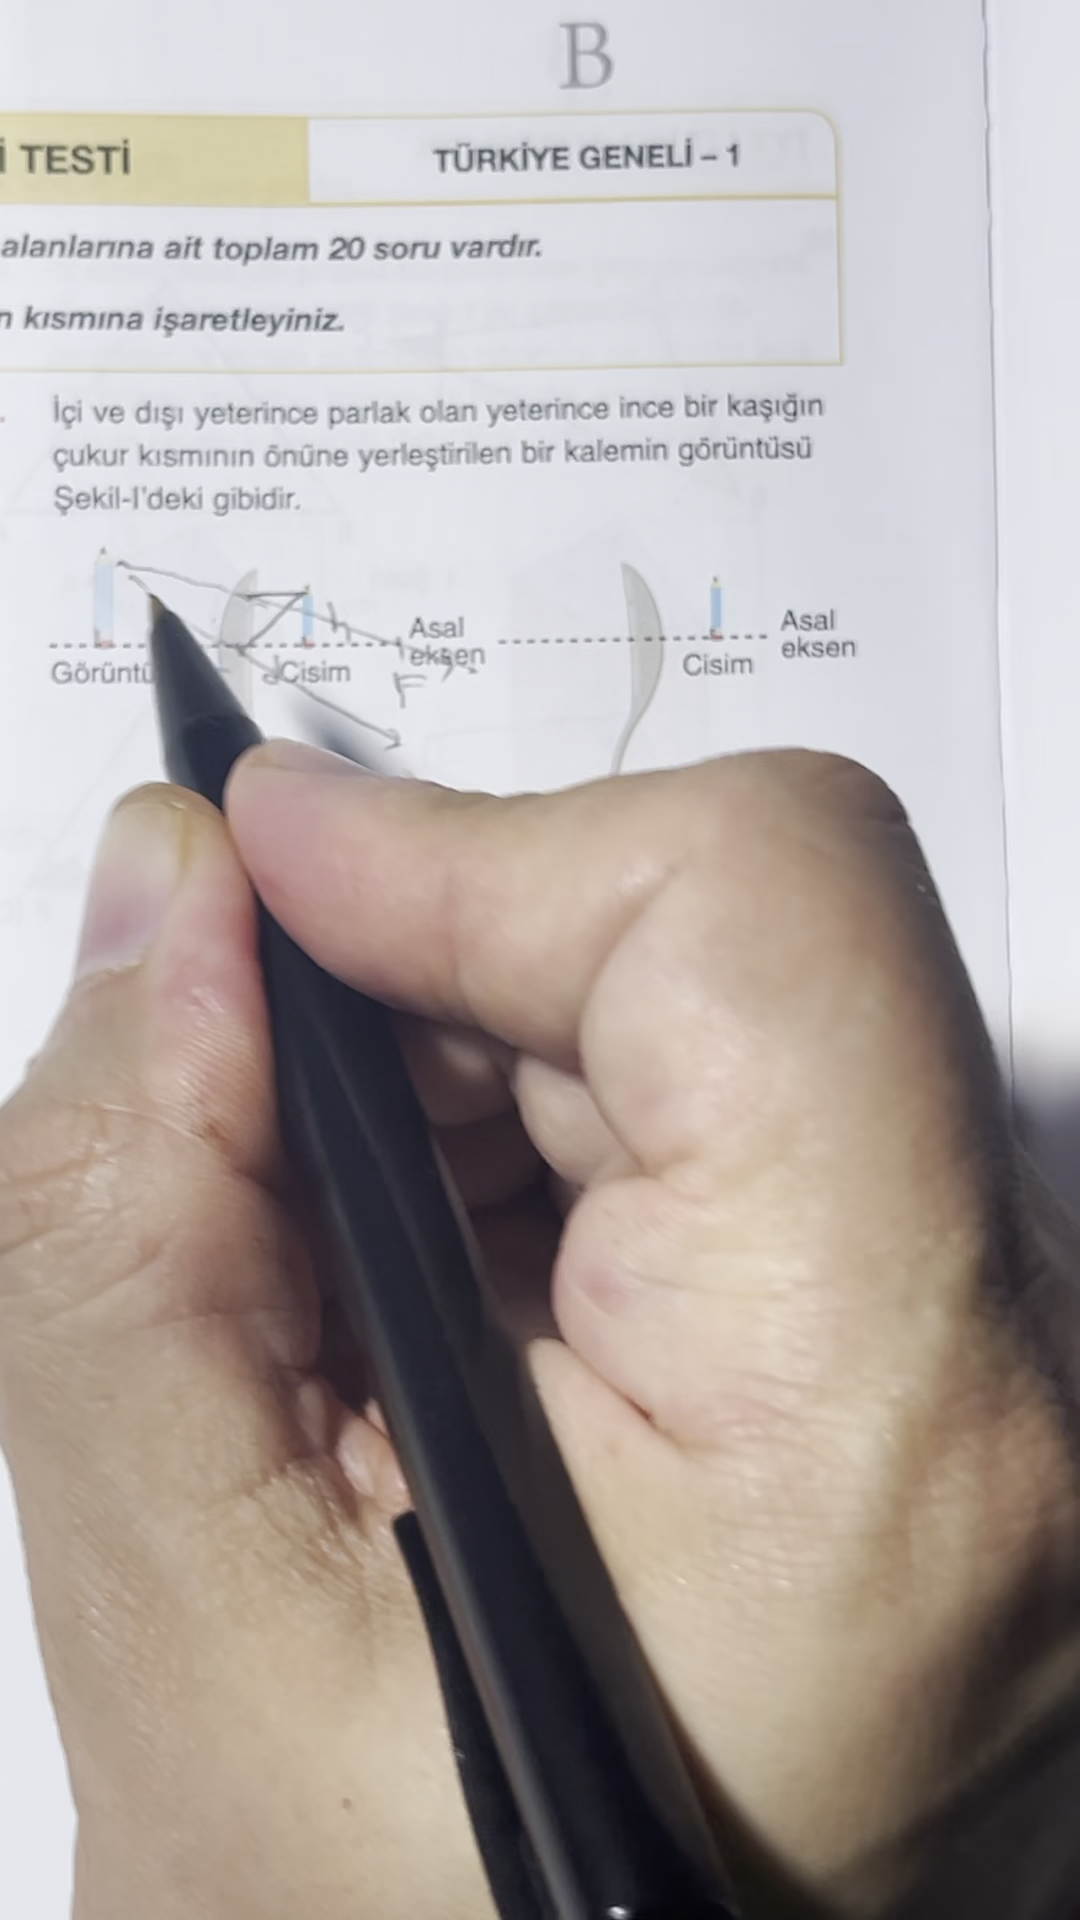 B
İ TESTİ
TÜRKİYE GENELİ – 1
alanlarına ait toplam 20 soru vardır.
n kısmına işaretleyiniz.
İçi ve dışı yeterince parlak olan yeterince ince bir kaşığın
çukur kısmının önüne yerleştirilen bir kalemin görüntüsü
Şekil-I'deki gibidir.
Görüntü
Cisim
h
Asal
eksen
F
d
Cisim
Asal
eksen